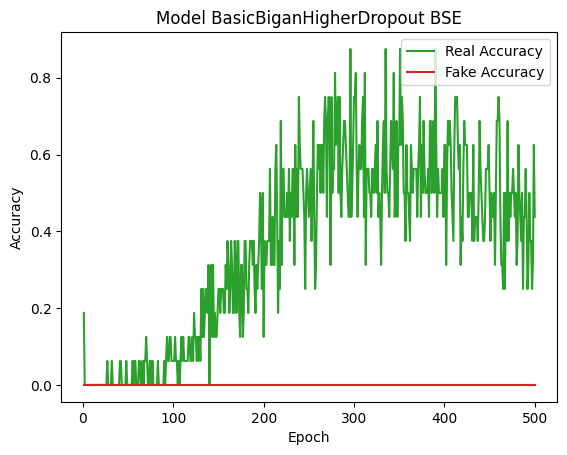 Model BasicBiganHigherDropout BSE
Real Accuracy
Fake Accuracy
Accuracy
0.8
0.6
0.4
0.2
0.0
0
100
200
300
400
500
Epoch